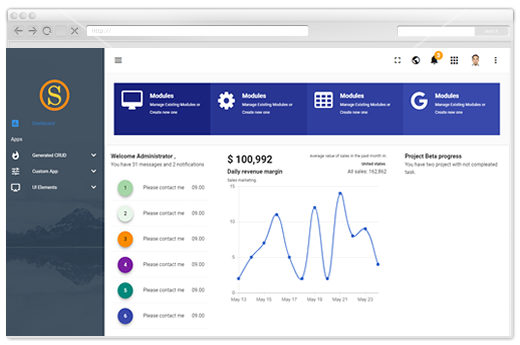 http://
3
S
Dashboard
Apps
Generated CRUD
Custom App
UI Elements
Modules
Manage Existing Modules or
Create new one
Modules
Manage Existing Modules or
Create new one
Modules
Manage Existing Modules or
Create new one
G
Modules
Manage Existing Modules or
Create new one
Welcome Administrator ,
You have 31 messages and 2 notifications
1 Please contact me 09.00
2 Please contact me 09.00
3 Please contact me 09.00
4 Please contact me 09.00
5 Please contact me 09.00
6 Please contact me 09.00
$ 100,992
Daily revenue margin
Sales marketing.
Average value of sales in the past month in:
United states.
All sales: 162,862
15
10
5
0
May 13 May 15 May 17 May 19 May 21 May 23
Project Beta progress
You have two project with not compleated
task.